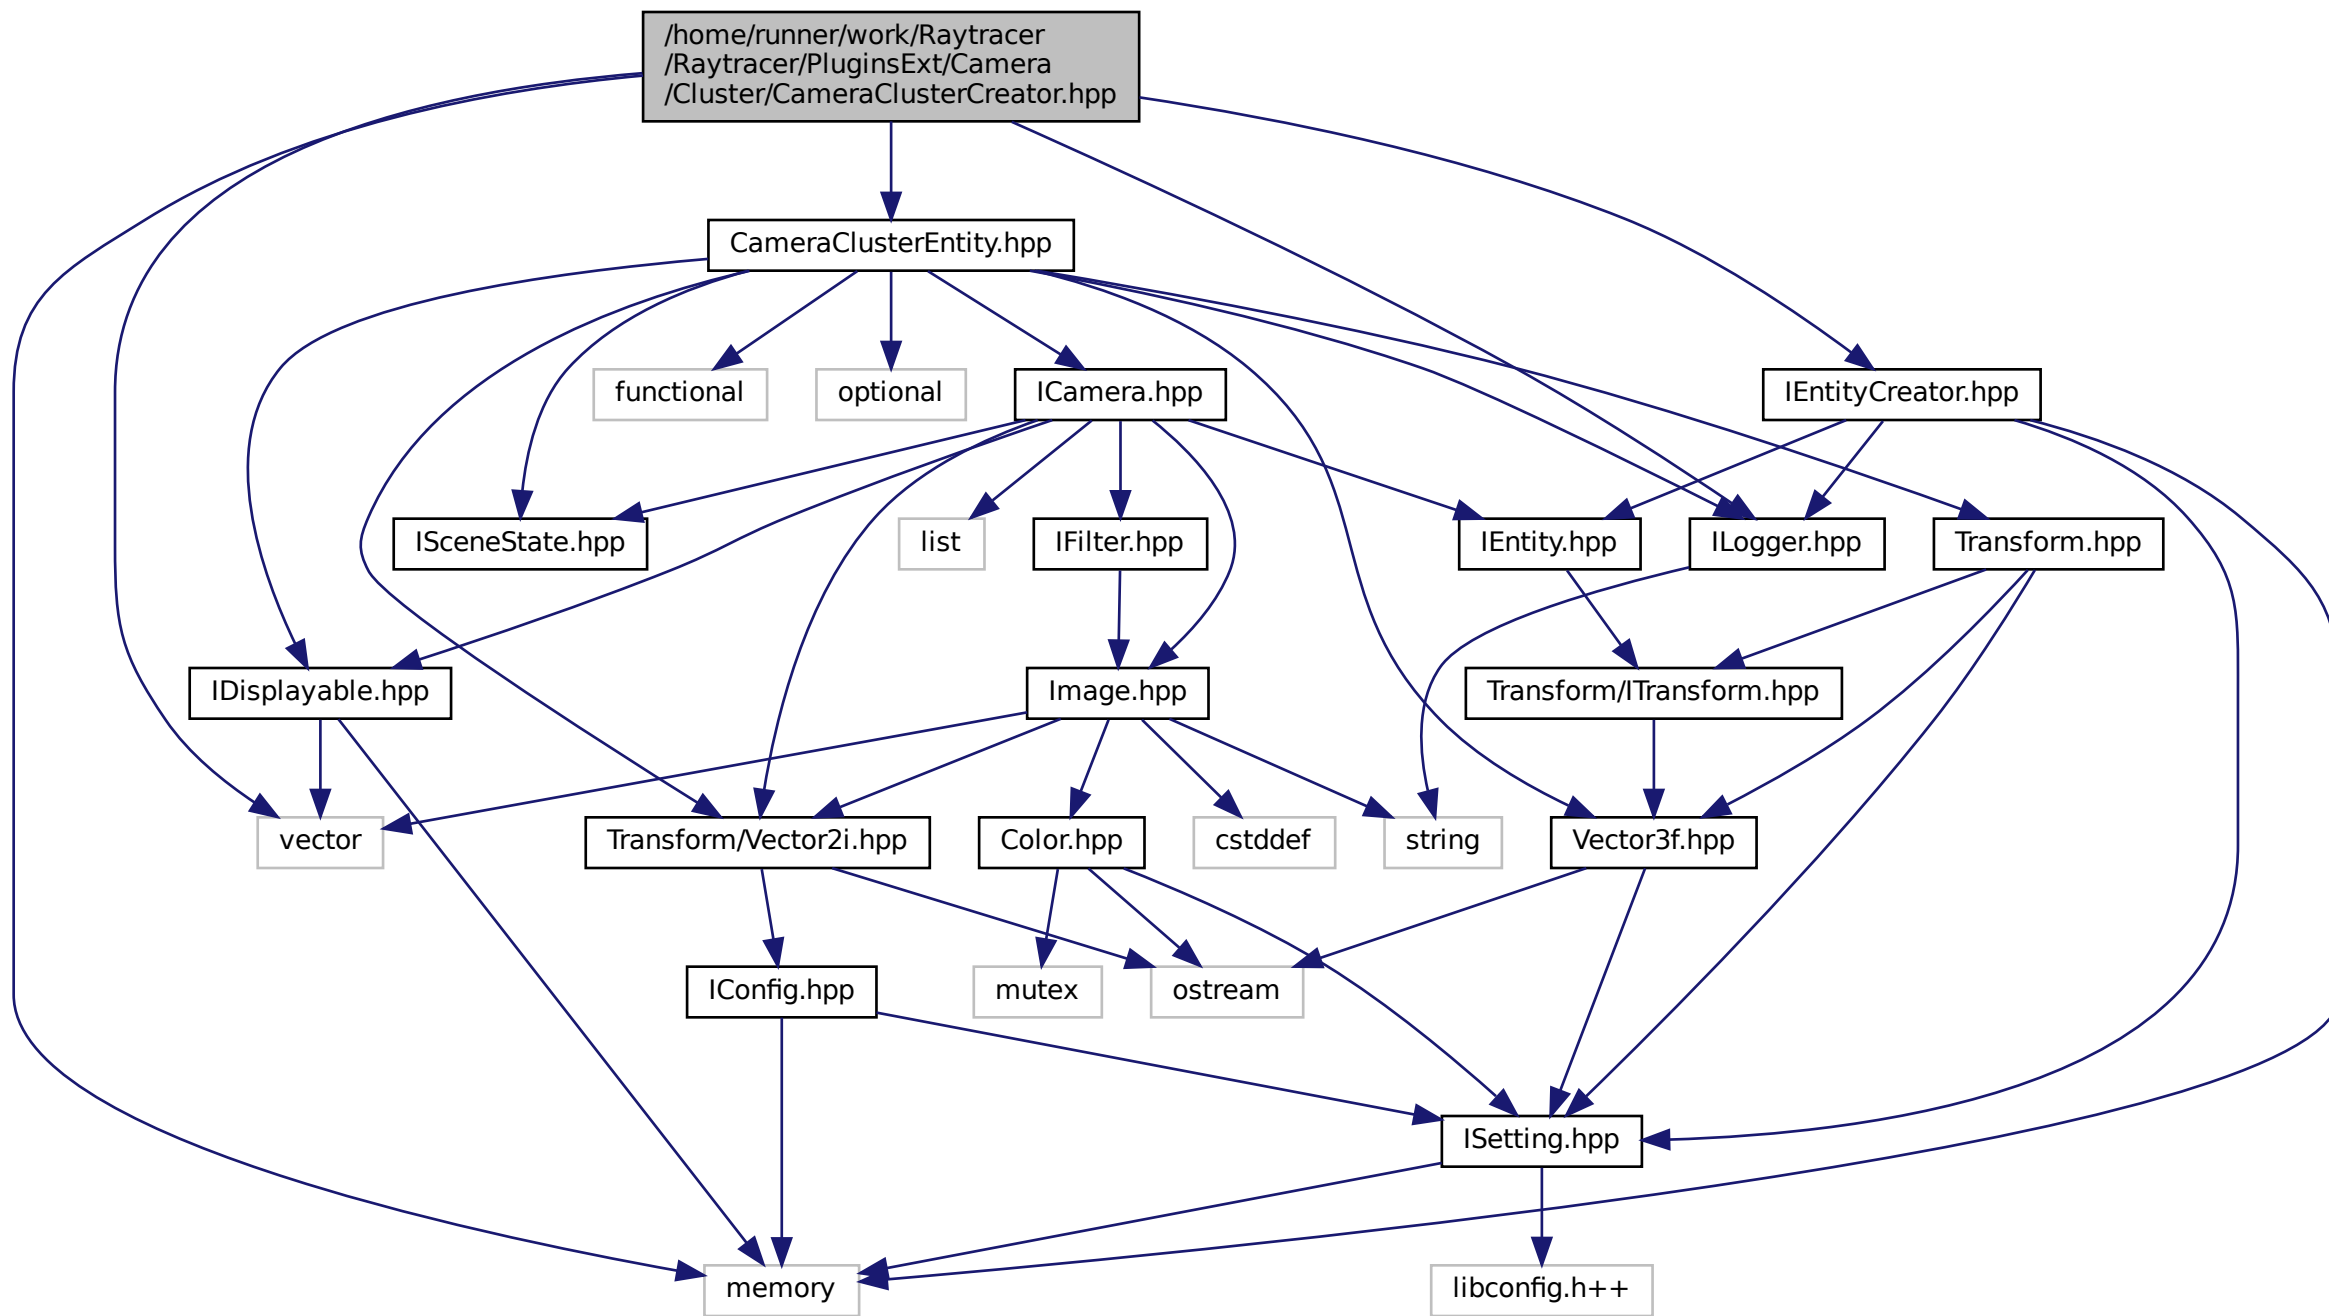 /home/runner/work/Raytracer
/Raytracer/PluginsExt/Camera
/Cluster/CameraClusterCreator.hpp
CameraClusterEntity.hpp
functional
optional
ICamera.hpp
IEntityCreator.hpp
ISceneState.hpp
list
IFilter.hpp
IEntity.hpp
ILogger.hpp
Transform.hpp
IDisplayable.hpp
Image.hpp
Transform/ITransform.hpp
vector
Transform/Vector2i.hpp
Color.hpp
cstddef
string
Vector3f.hpp
IConfig.hpp
mutex
ostream
ISetting.hpp
memory
libconfig.h++